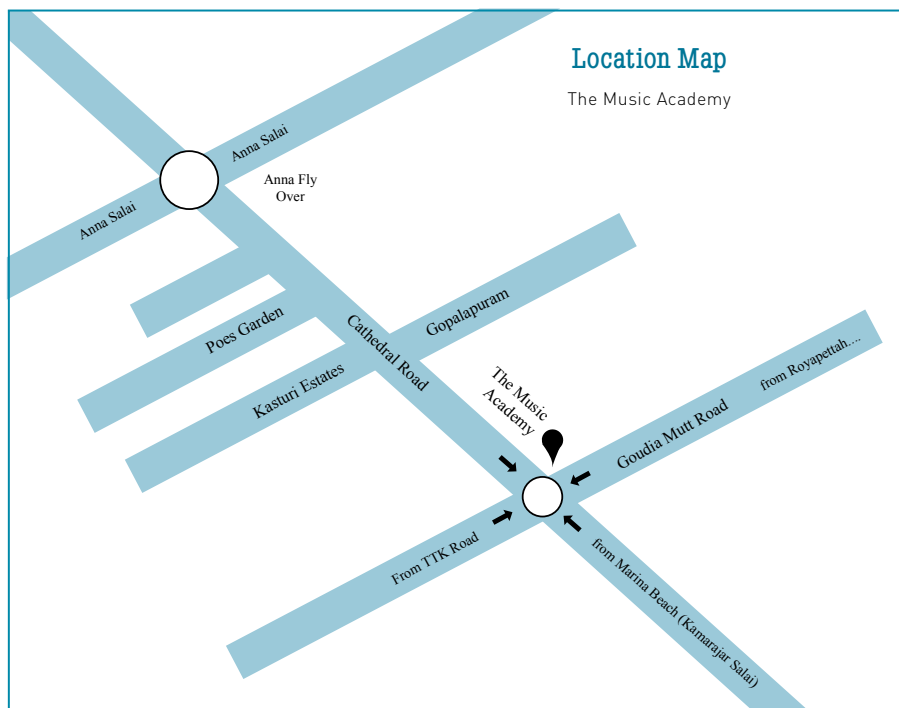 Location Map
The Music Academy
Anna Salai
Anna Fly
Over
Anna Salai
Poes Garden
Gopalapuram
Kasturi Estates
Cathedral Road
The Music
Academy
from Royapettah....
Goudia Mutt Road
From TTK Road
from Marina Beach (Kamarajar Salai)